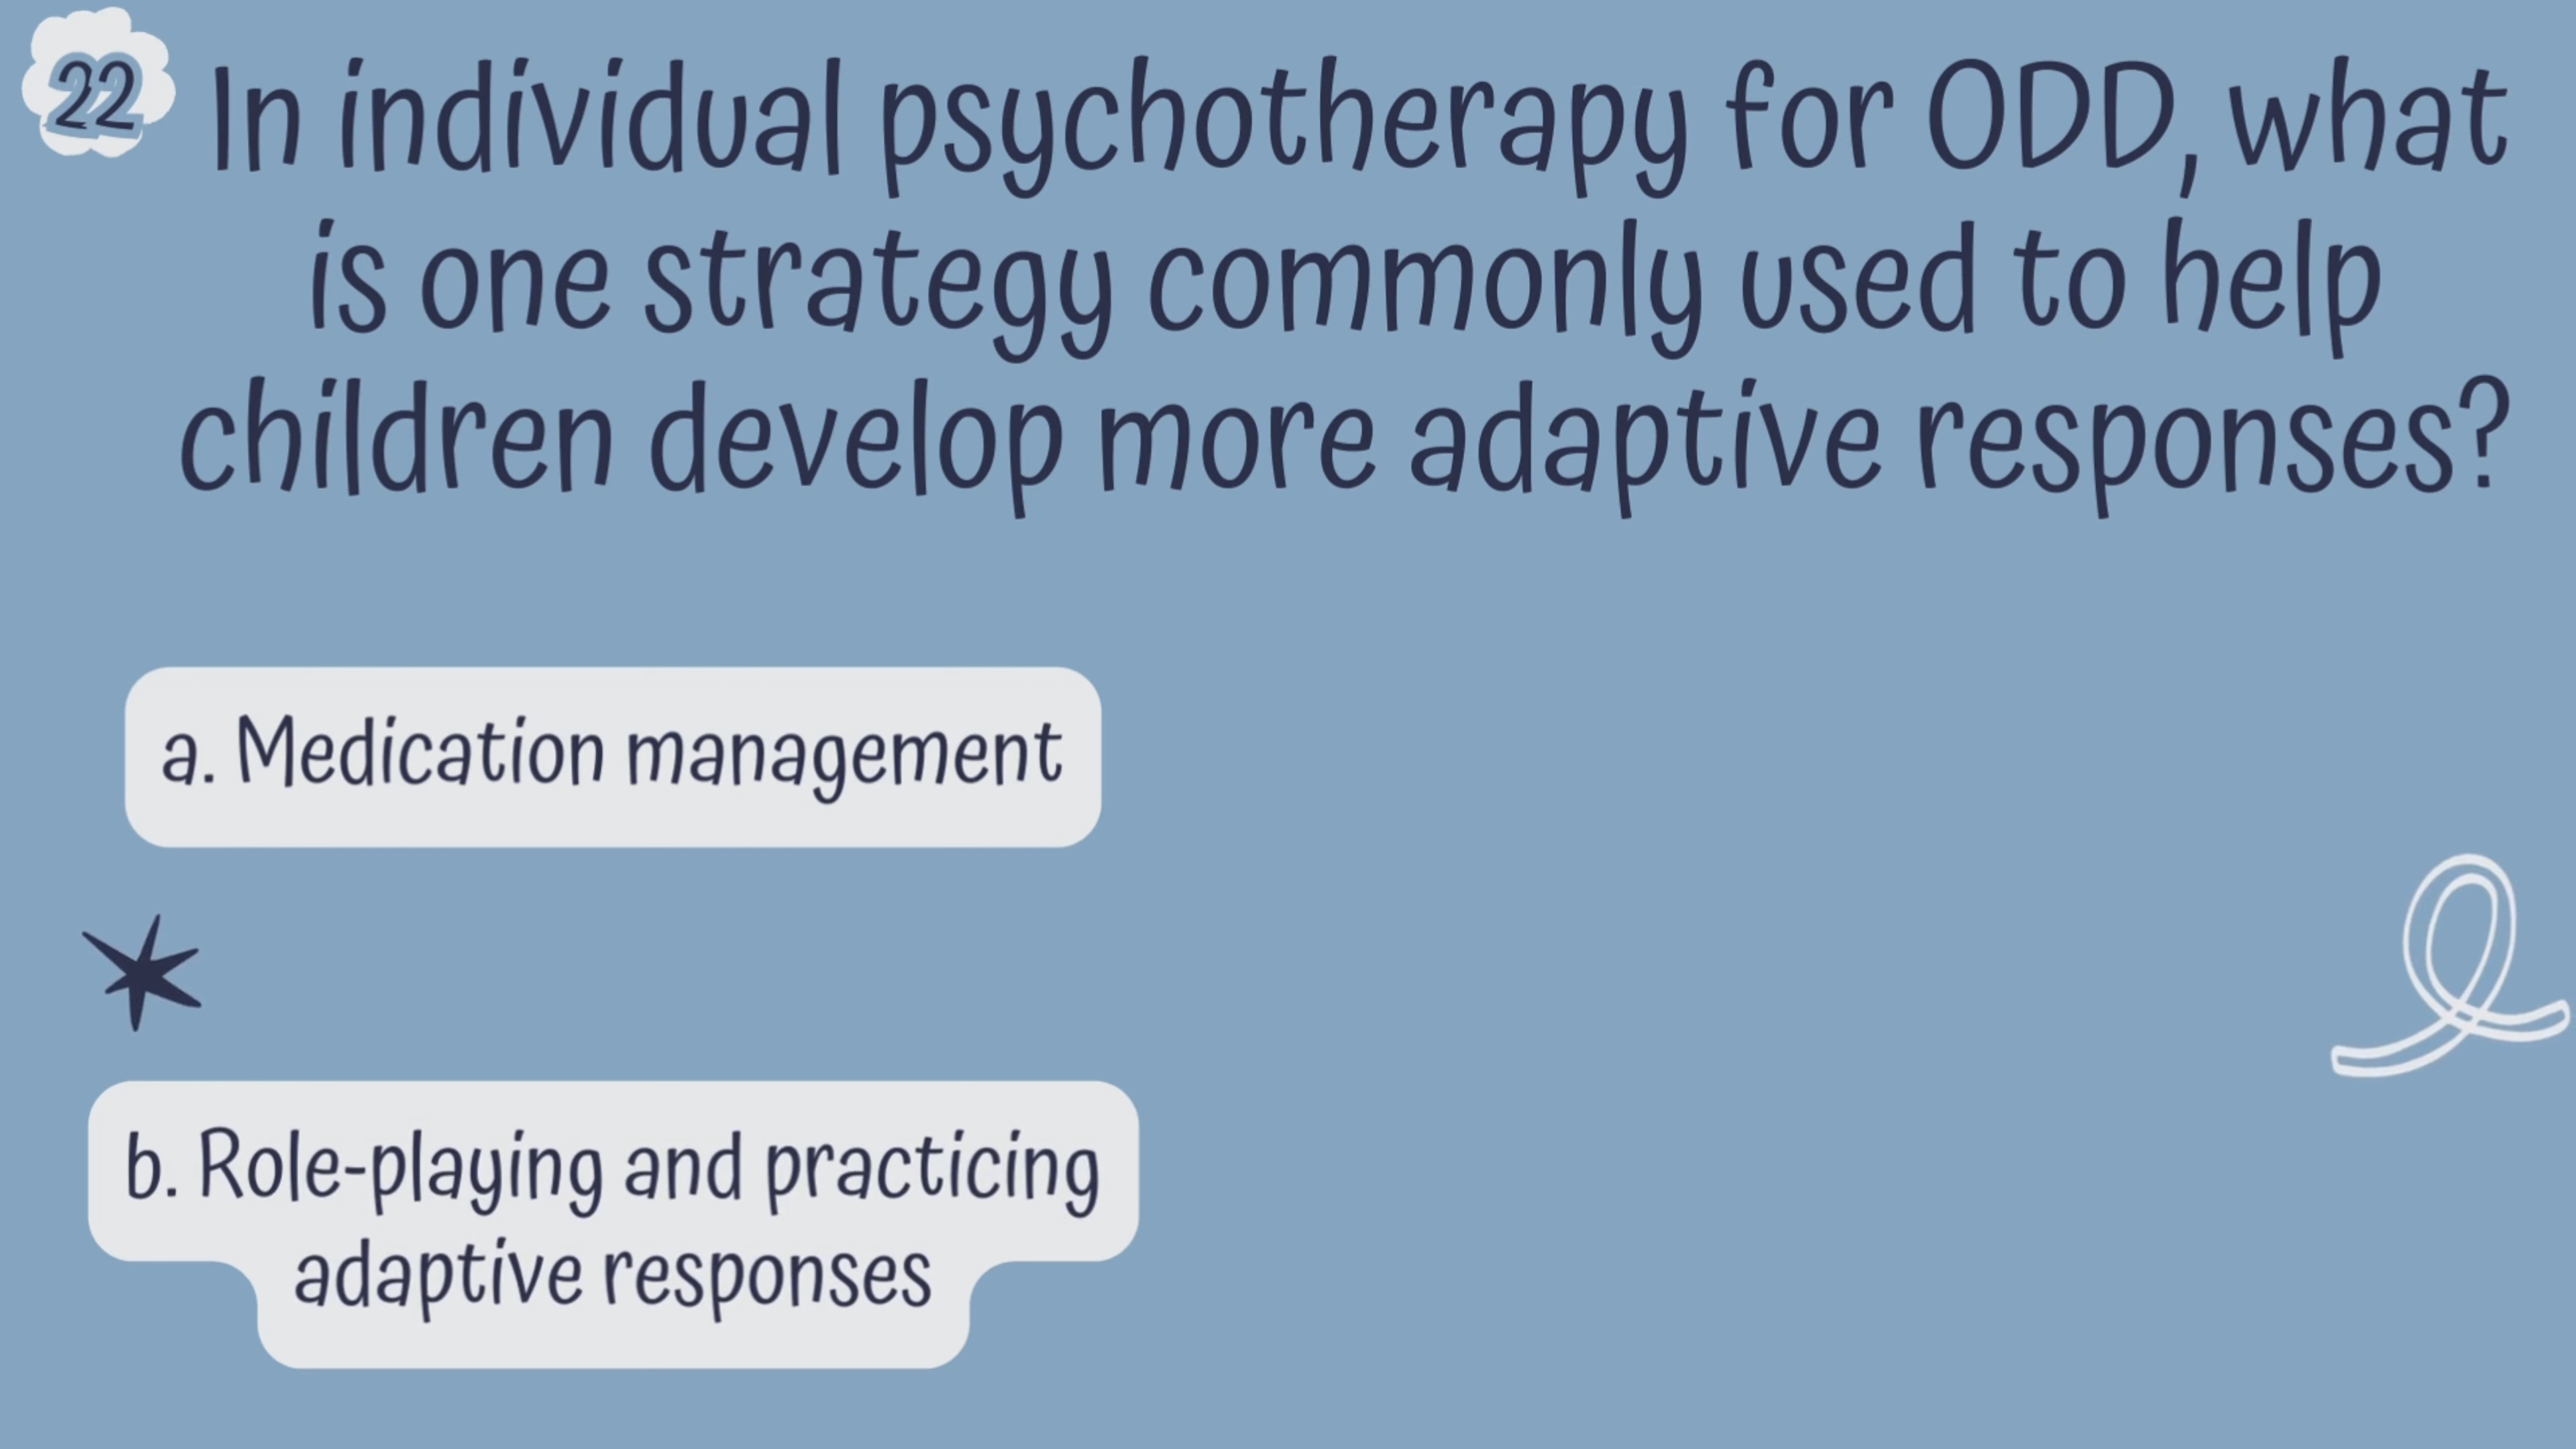 22
In individual psychotherapy for ODD, what
is one strategy commonly used to help
children develop more adaptive responses?
a. Medication management
b. Role-playing and practicing
adaptive responses